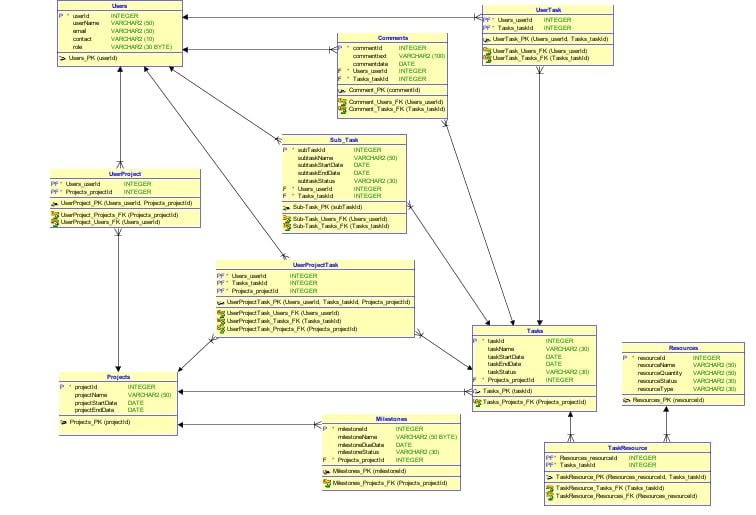 Users
P * userId INTEGER
userName VARCHAR2 (50)
email VARCHAR2 (50)
contact VARCHAR2 (10)
role VARCHAR2 (30 BYTE)
Users_PK (userId)
UserTask
PF* Users_userId INTEGER
PF* Tasks_taskId INTEGER
UserTask_PK (Users_userId, Tasks_taskId)
UserTask_Users_FK (Users_userId)
UserTask_Tasks_FK (Tasks_taskId)
Comments
P * commentId INTEGER
commenttext VARCHAR2 (100)
commentdate DATE
F * Users_userId INTEGER
F * Tasks_taskId INTEGER
Comment_PK (commentId)
Comment_Users_FK (Users_userId)
Comment_Tasks_FK (Tasks_taskId)
Sub_Task
P * subTaskId INTEGER
subtaskName VARCHAR2 (50)
subtaskStartDate DATE
subtaskEndDate DATE
subtaskStatus VARCHAR2 (30)
F * Users_userId INTEGER
F * Tasks_taskId INTEGER
Sub-Task_PK (subTaskId)
Sub-Task_Users_FK (Users_userId)
Sub-Task_Tasks_FK (Tasks_taskId)
UserProject
PF* Users_userId INTEGER
PF* Projects_projectId INTEGER
UserProject_PK (Users_userId, Projects_projectId)
UserProject_Projects_FK (Projects_projectId)
UserProject_Users_FK (Users_userId)
UserProjectTask
PF* Users_userId INTEGER
PF* Tasks_taskId INTEGER
PF* Projects_projectId INTEGER
UserProjectTask_PK (Users_userId, Tasks_taskId, Projects_projectId)
UserProjectTask_Users_FK (Users_userId)
UserProjectTask_Tasks_FK (Tasks_taskId)
UserProjectTask_Projects_FK (Projects_projectId)
Tasks
P * taskId INTEGER
taskName VARCHAR2 (30)
taskStartDate DATE
taskEndDate DATE
taskStatus VARCHAR2 (30)
F * Projects_projectId INTEGER
Tasks_PK (taskId)
Tasks_Projects_FK (Projects_projectId)
Resources
P * resourceId INTEGER
resourceName VARCHAR2 (50)
resourceQuantity VARCHAR2 (50)
resourceStatus VARCHAR2 (30)
resourceType VARCHAR2 (30)
Resources_PK (resourceId)
Projects
P * projectId INTEGER
projectName VARCHAR2 (50)
projectStartDate DATE
projectEndDate DATE
Projects_PK (projectId)
Milestones
P * milestoneId INTEGER
milestoneName VARCHAR2 (50 BYTE)
milestoneDueDate DATE
milestoneStatus VARCHAR2 (30)
F * Projects_projectId INTEGER
Milestones_PK (milestoneId)
Milestones_Projects_FK (Projects_projectId)
TaskResource
PF* Resources_resourceId INTEGER
PF* Tasks_taskId INTEGER
TaskResource_PK (Resources_resourceId, Tasks_taskId)
TaskResource_Tasks_FK (Tasks_taskId)
TaskResource_Resources_FK (Resources_resourceId)